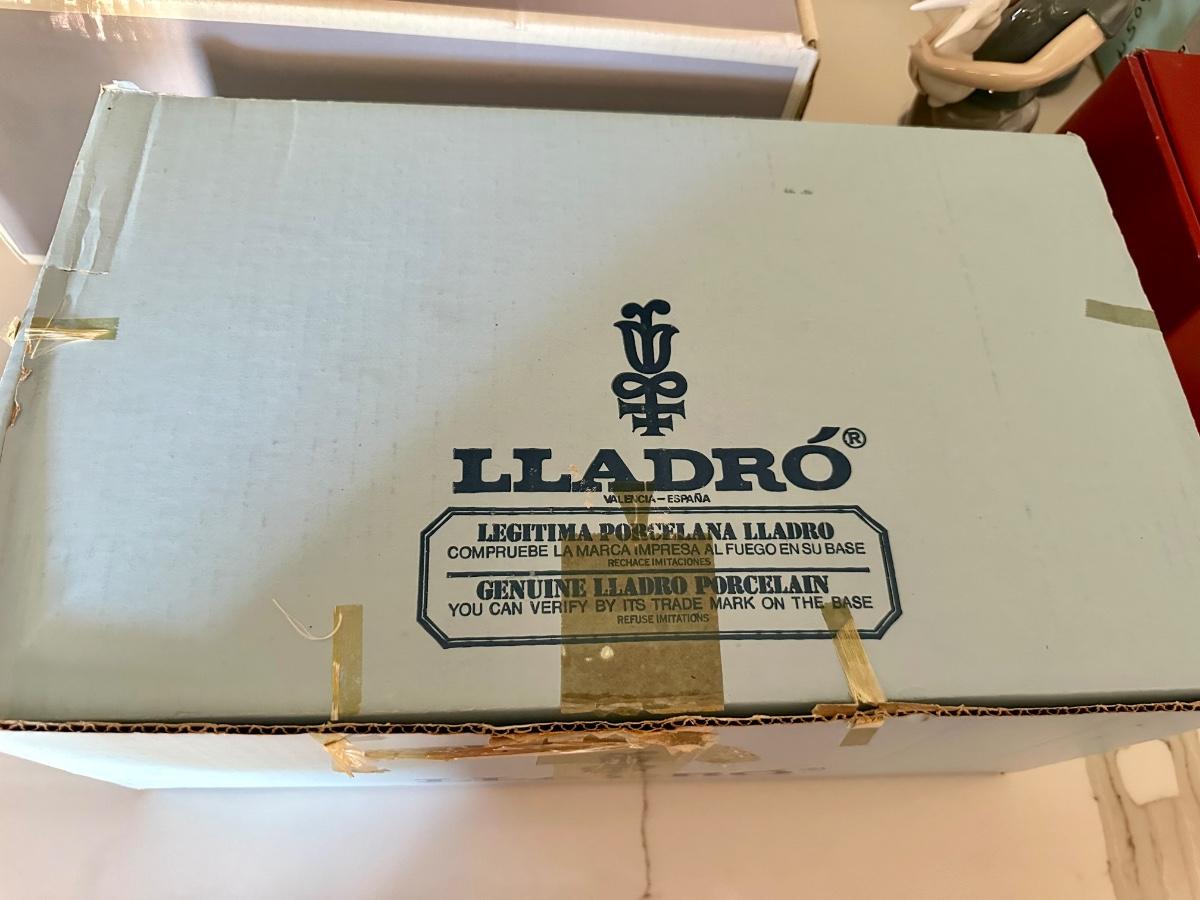 LLADRÓ®
VALENCIA – ESPAÑA
LEGITIMA PORCELANA LLADRO
COMPRUEBE LA MARCA IMPRESA AL FUEGO EN SU BASE
RECHACE IMITACIONES
GENUINE LLADRO PORCELAIN
YOU CAN VERIFY BY ITS TRADE MARK ON THE BASE
REFUSE IMITATIONS